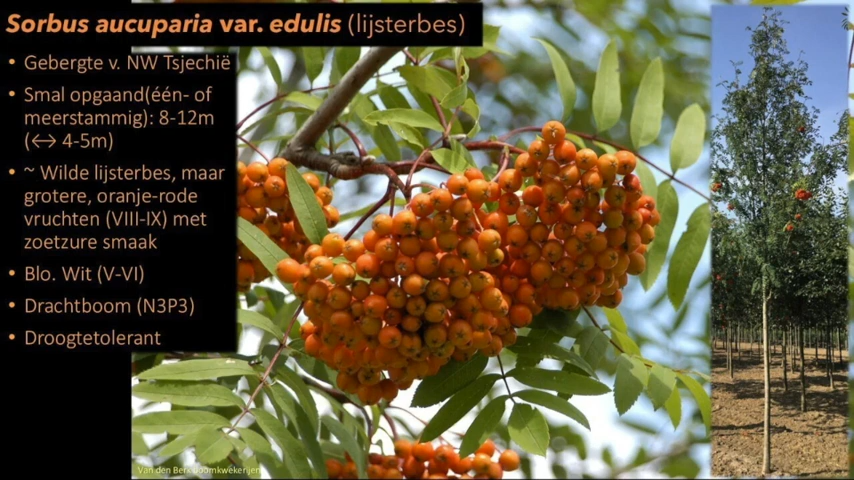 Sorbus aucuparia var. edulis (lijsterbes)
• Gebergte v. NW Tsjechië
• Smal opgaand(één- of
meerstammig): 8-12m
(↔ 4-5m)
• ~ Wilde lijsterbes, maar
grotere, oranje-rode
vruchten (VIII-IX) met
zoetzure smaak
• Blo. Wit (V-VI)
• Drachtboom (N3P3)
• Droogtetolerant
Van den Berk Boomkwekerijen